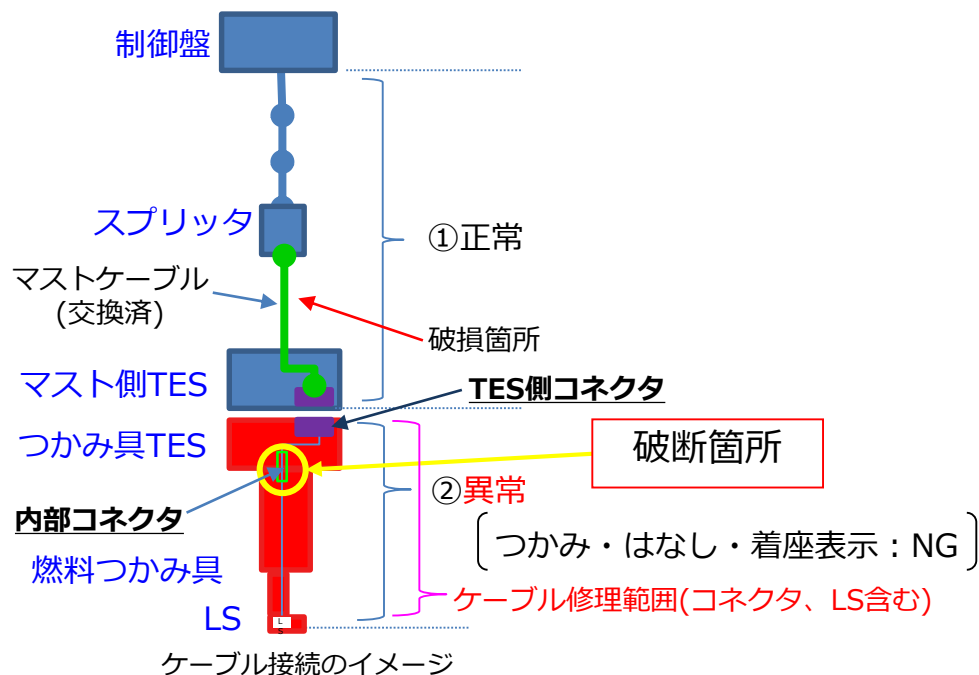 制御盤
スプリッタ
①正常
マストケーブル
(交換済)
破損箇所
マスト側TES
TES側コネクタ
つかみ具TES
破断箇所
②異常
内部コネクタ
つかみ・はなし・着座表示：NG
燃料つかみ具
ケーブル修理範囲(コネクタ、LS含む)
LS
LS
ケーブル接続のイメージ